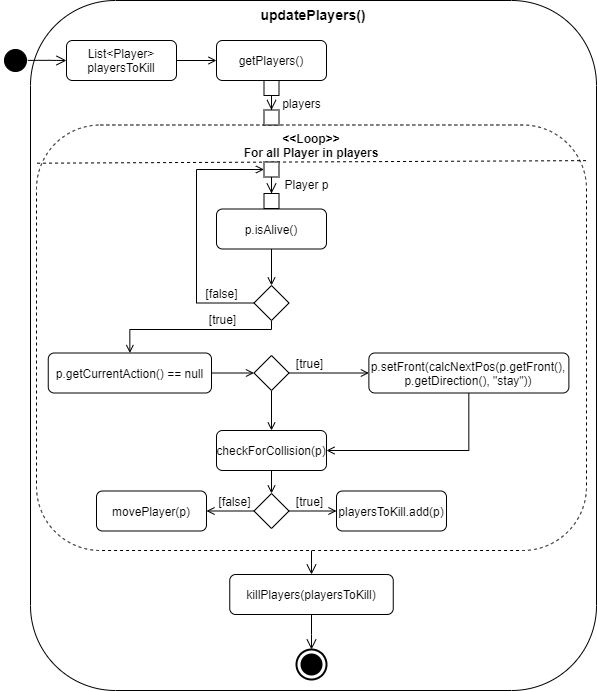 updatePlayers()
List<Player>
playersToKill
getPlayers()
players
<<Loop>>
For all Player in players
Player p
p.isAlive()
[false]
[true]
p.getCurrentAction() == null
[true]
p.setFront(calcNextPos(p.getFront(),
p.getDirection(), "stay"))
checkForCollision(p)
[false]
[true]
movePlayer(p)
playersToKill.add(p)
killPlayers(playersToKill)